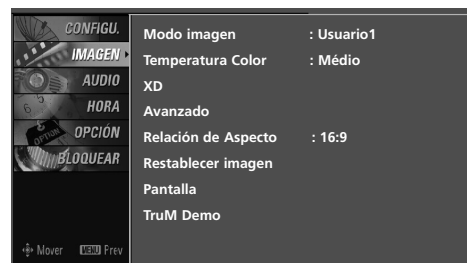 CONFIGU.
IMAGEN
AUDIO
HORA
OPCIÓN
BLOQUEAR
Mover MENU Prev
Modo imagen : Usuario1
Temperatura Color : Médio
XD
Avanzado
Relación de Aspecto : 16:9
Restablecer imagen
Pantalla
TruM Demo